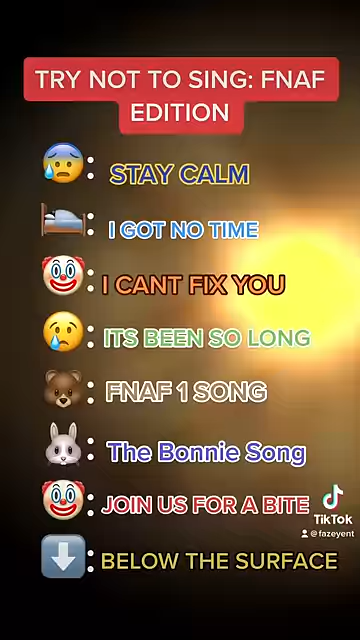 TRY NOT TO SING: FNAF
EDITION
😰: STAY CALM
🛏️: I GOT NO TIME
🤡: I CANT FIX YOU
😢: ITS BEEN SO LONG
🐻: FNAF 1 SONG
🐰: The Bonnie Song
🤡: JOIN US FOR A BITE
⬇️: BELOW THE SURFACE
TikTok
@fazeyent